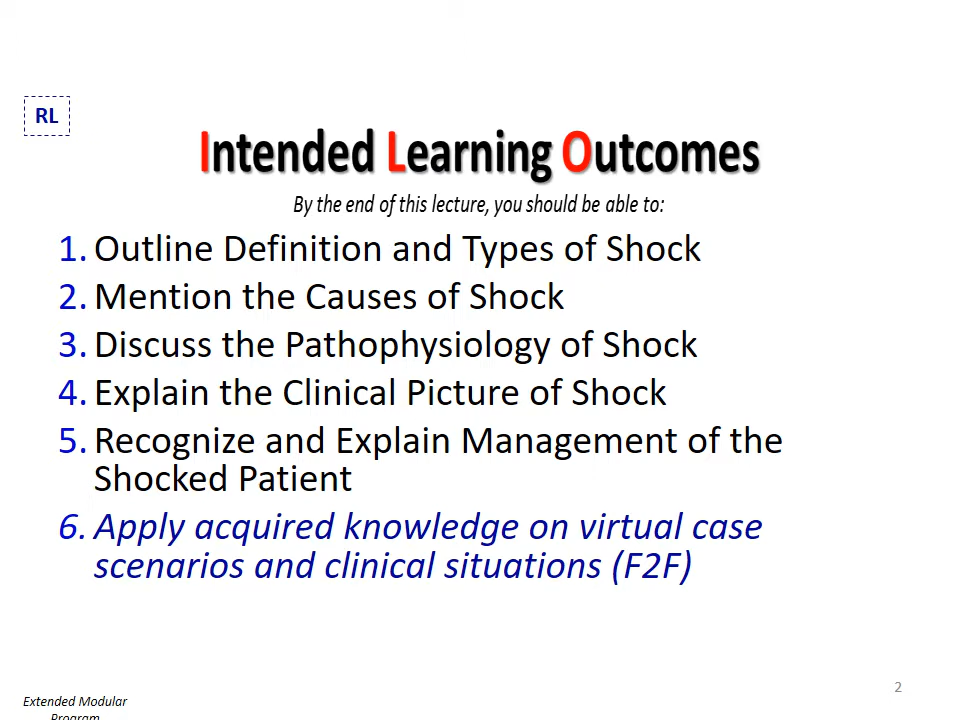 RL
Intended Learning Outcomes
By the end of this lecture, you should be able to:
1. Outline Definition and Types of Shock
2. Mention the Causes of Shock
3. Discuss the Pathophysiology of Shock
4. Explain the Clinical Picture of Shock
5. Recognize and Explain Management of the
Shocked Patient
6. Apply acquired knowledge on virtual case
scenarios and clinical situations (F2F)
2
Extended Modular
Program